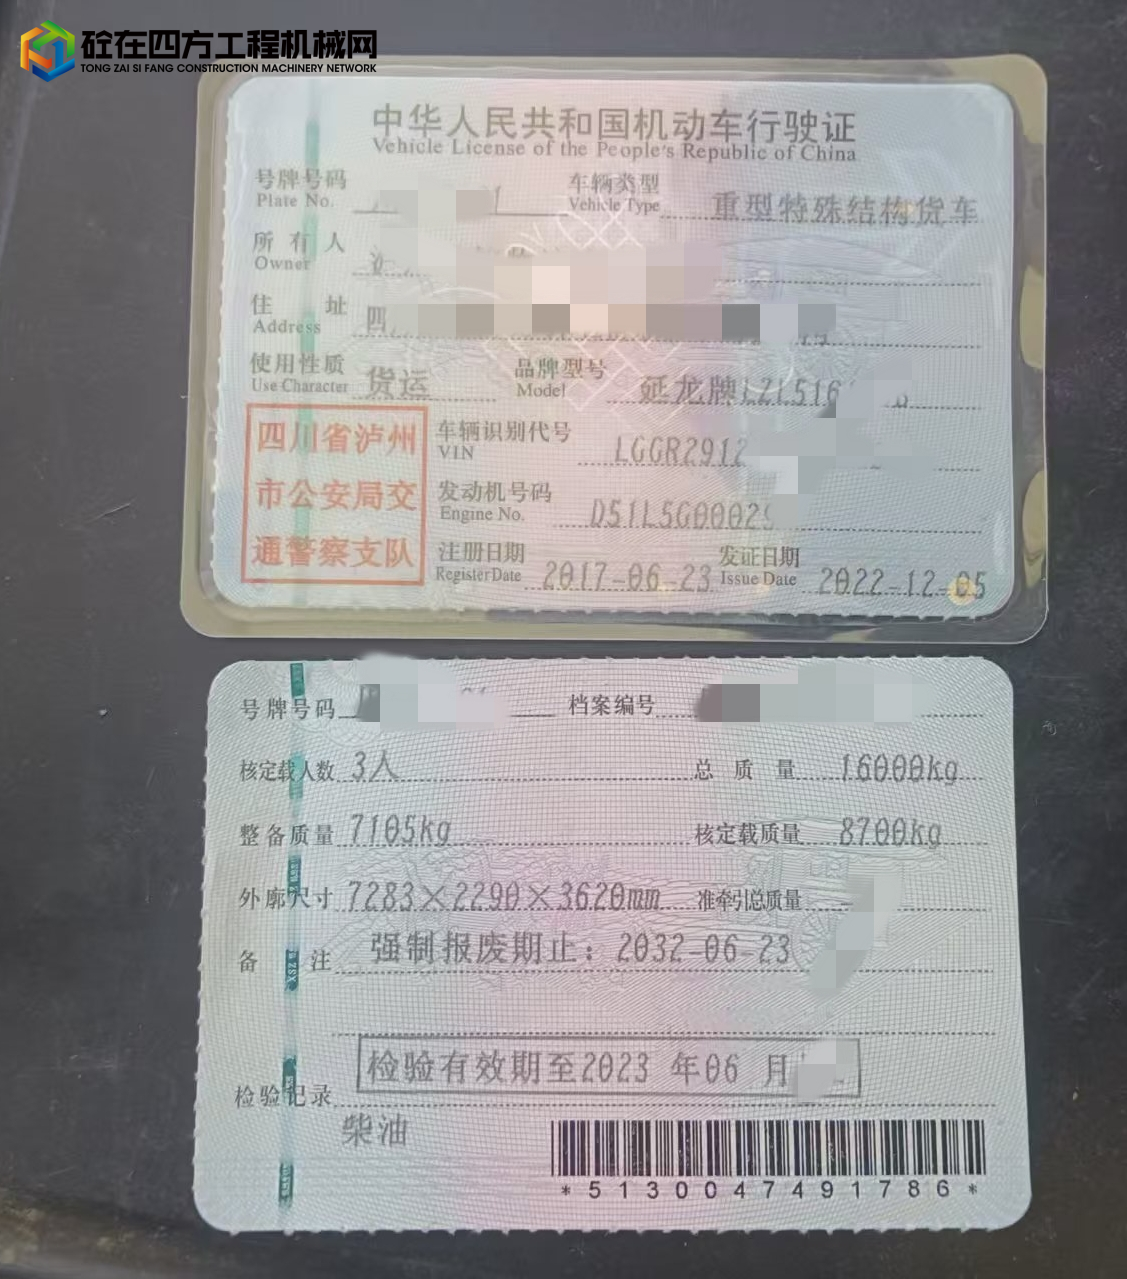 砼在四方工程机械网
TONG ZAI SI FANG CONSTRUCTION MACHINERY NETWORK
中华人民共和国机动车行驶证
Vehicle License of the People's Republic of China
号牌号码 车辆类型 重型特殊结构货车
Plate No. Vehicle Type
所有人
Owner
住址 四
Address
使用性质 货运 品牌型号 延龙牌LZL516
Use Character Model
四川省泸州
市公安局交
通警察支队
车辆识别代号 LGGR2912
VIN
发动机号码 D51L5G0002
Engine No.
注册日期 2017-06-23 发证日期 2022-12-05
Register Date Issue Date
号牌号码 档案编号
核定载人数 3人 总质量 16000kg
整备质量 7105kg 核定载质量 8700kg
外廓尺寸 7283×2290×3620mm 准牵引总质量
备注 强制报废期止：2032-06-23
检验有效期至2023 年06 月
检验记录
柴油
*5130047491786*